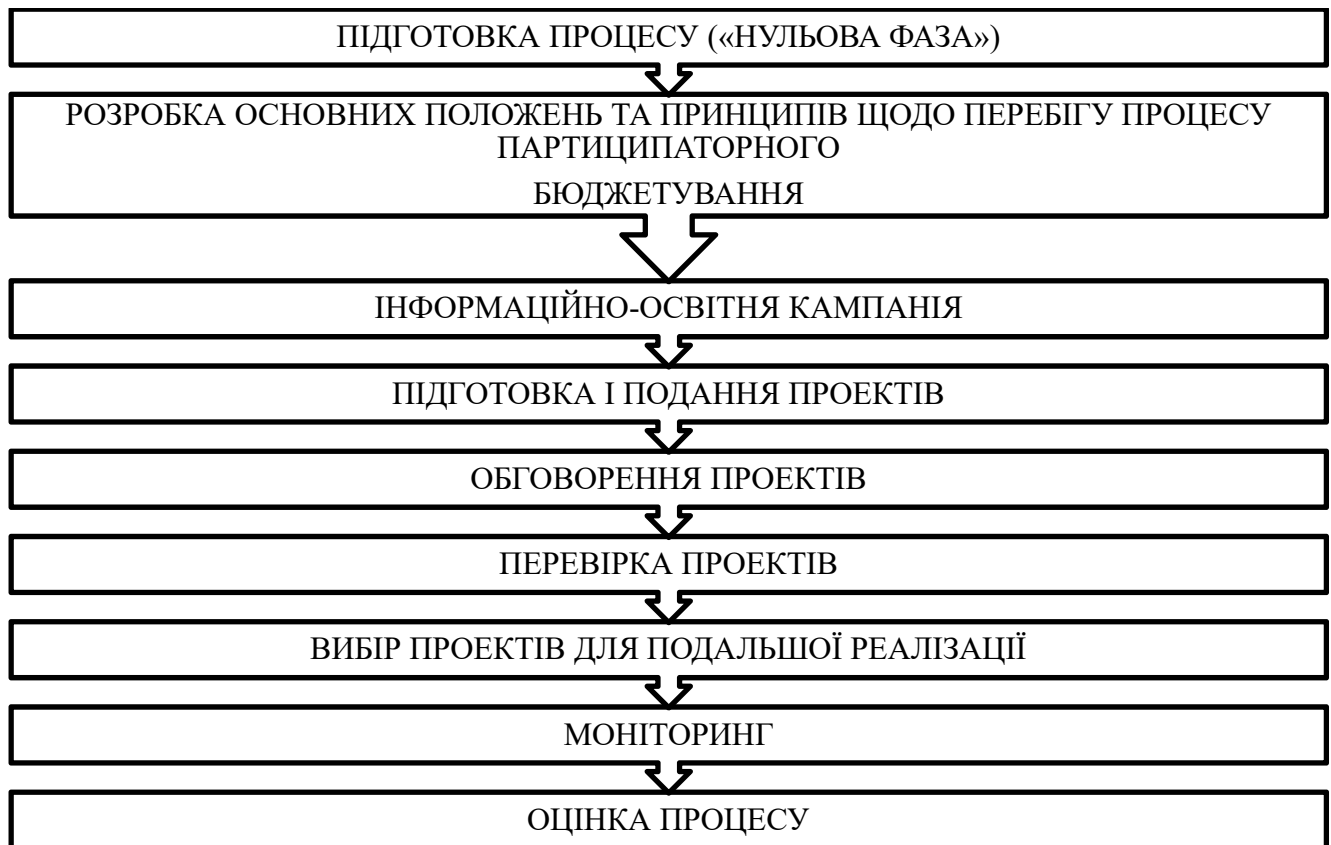 ПІДГОТОВКА ПРОЦЕСУ («НУЛЬОВА ФАЗА»)
РОЗРОБКА ОСНОВНИХ ПОЛОЖЕНЬ ТА ПРИНЦИПІВ ЩОДО ПЕРЕБІГУ ПРОЦЕСУ
ПАРТИЦИПАТОРНОГО
БЮДЖЕТУВАННЯ
ІНФОРМАЦІЙНО-ОСВІТНЯ КАМПАНІЯ
ПІДГОТОВКА І ПОДАННЯ ПРОЕКТІВ
ОБГОВОРЕННЯ ПРОЕКТІВ
ПЕРЕВІРКА ПРОЕКТІВ
ВИБІР ПРОЕКТІВ ДЛЯ ПОДАЛЬШОЇ РЕАЛІЗАЦІЇ
МОНІТОРИНГ
ОЦІНКА ПРОЦЕСУ